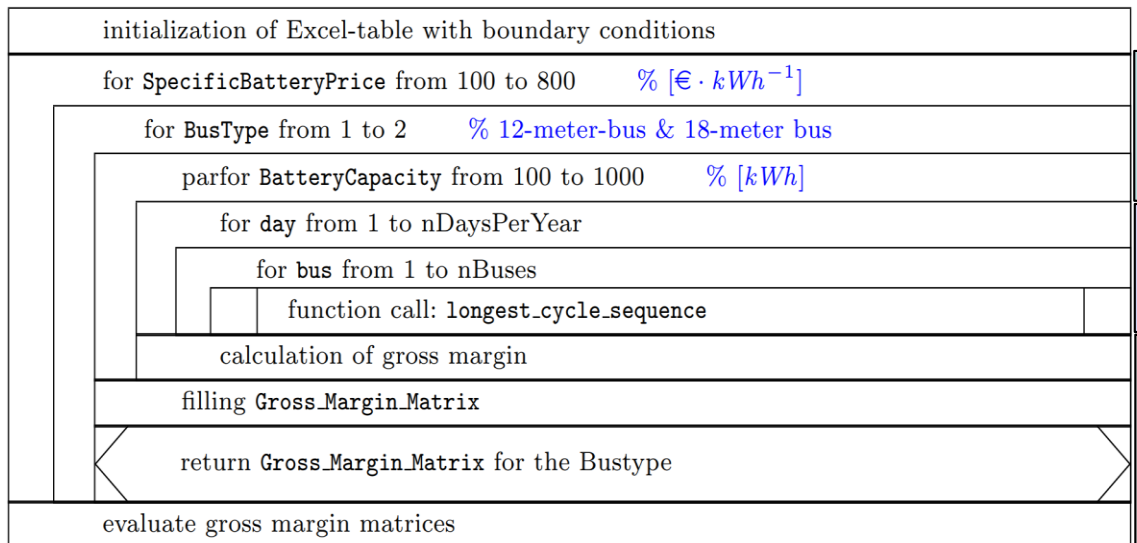 initialization of Excel-table with boundary conditions
for SpecificBatteryPrice from 100 to 800 % [€ · kWh⁻¹]
for BusType from 1 to 2 % 12-meter-bus & 18-meter bus
parfor BatteryCapacity from 100 to 1000 % [kWh]
for day from 1 to nDaysPerYear
for bus from 1 to nBuses
function call: longest_cycle_sequence
calculation of gross margin
filling Gross_Margin_Matrix
return Gross_Margin_Matrix for the Bustype
evaluate gross margin matrices